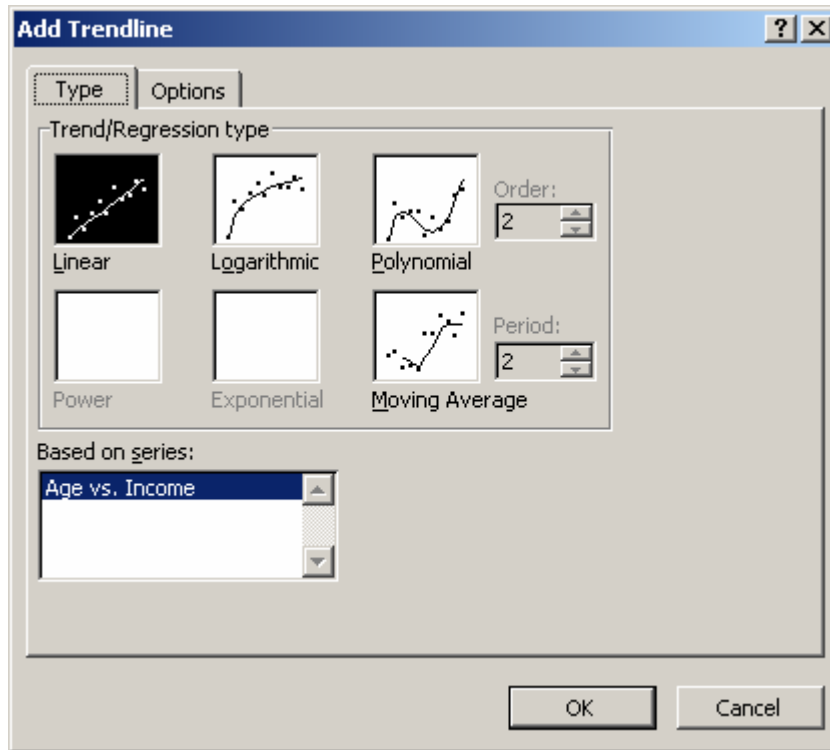 Add Trendline
Type Options
Trend/Regression type
Order:
2
Linear Logarithmic Polynomial
Period:
2
Power Exponential Moving Average
Based on series:
Age vs. Income
OK Cancel